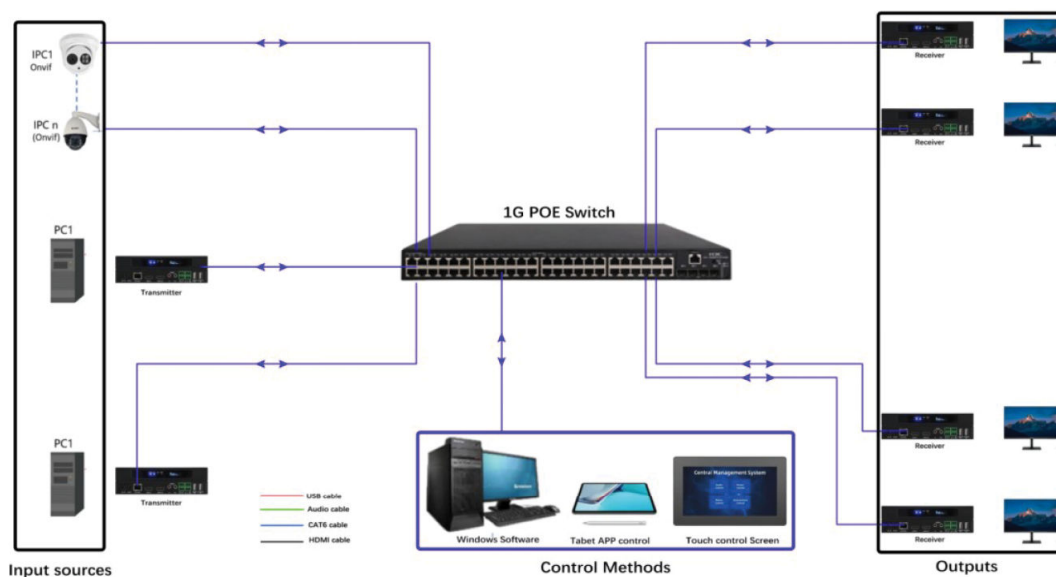 IPC1
Onvif
IPC n
(Onvif)
PC1
Transmitter
PC1
Transmitter
Input sources
1G POE Switch
USB cable
Audio cable
CAT6 cable
HDMI cable
Central Management System
Windows Software
Tabet APP control
Touch control Screen
Control Methods
Receiver
Receiver
Receiver
Receiver
Outputs